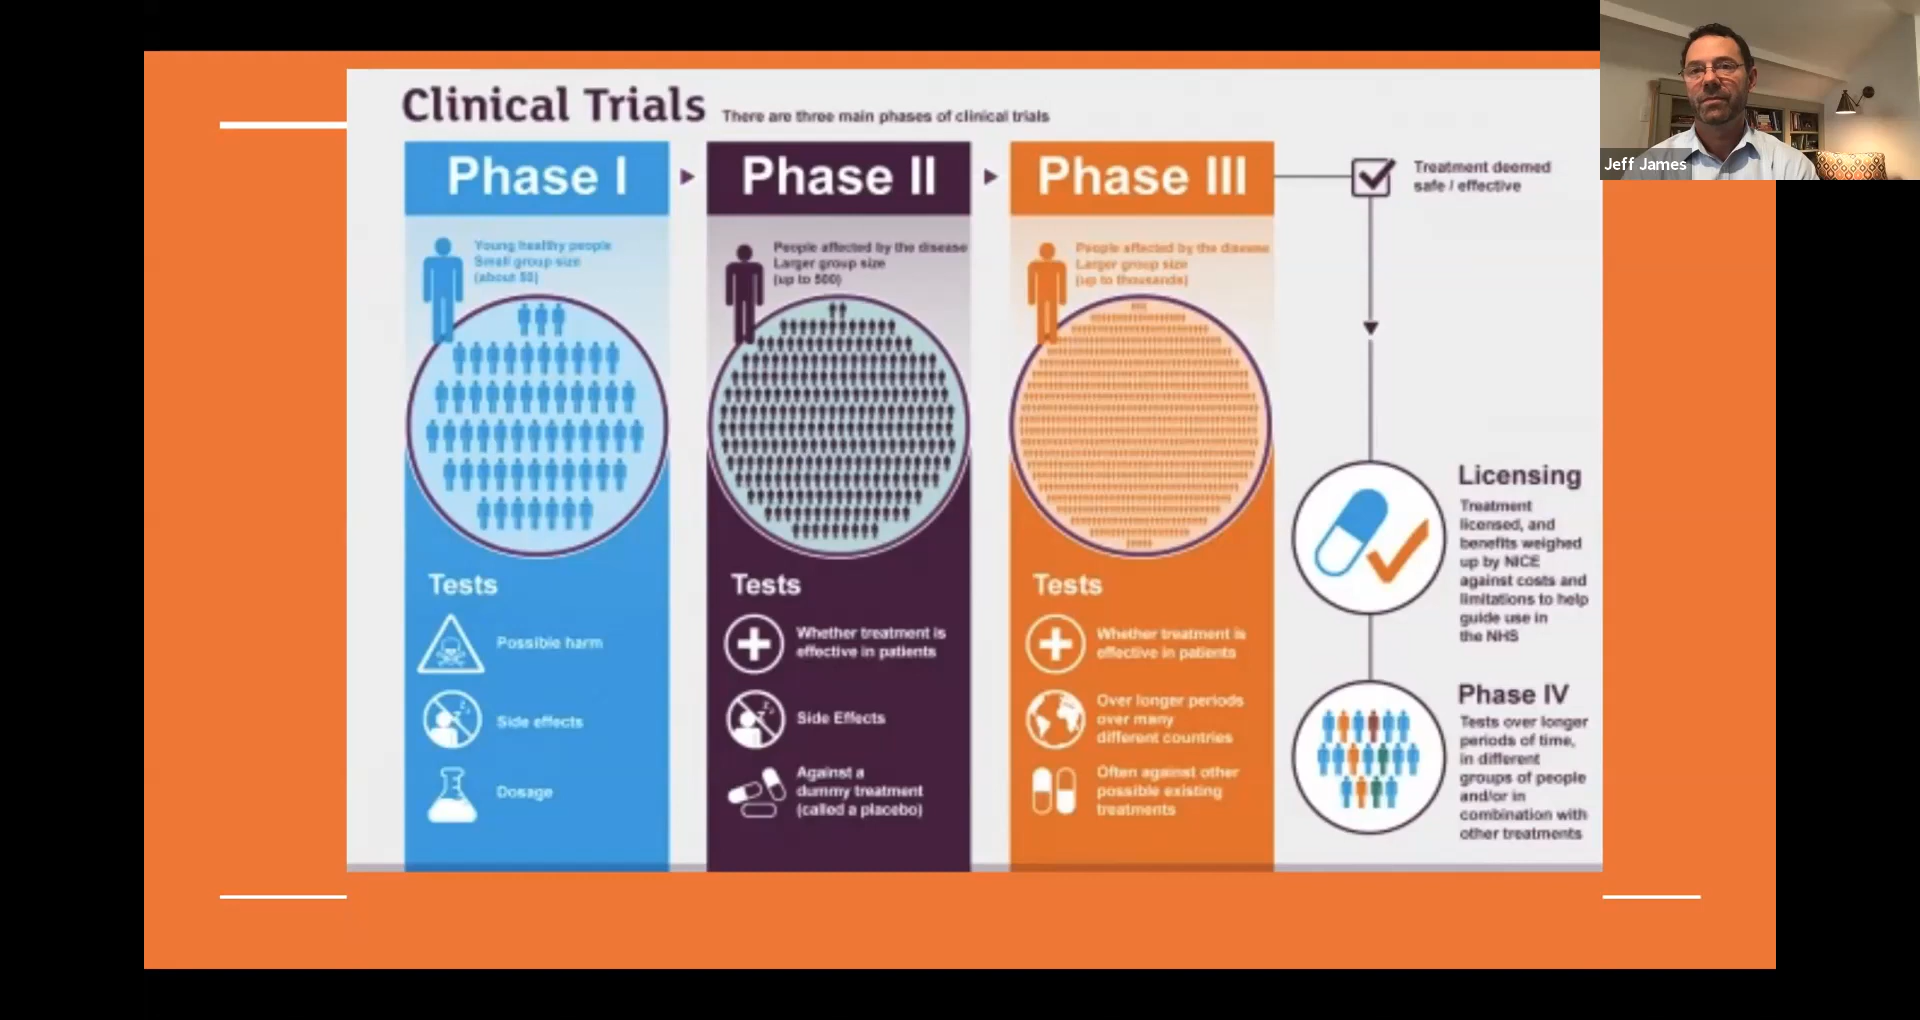 Clinical Trials
There are three main phases of clinical trials
Phase I
Young healthy people
Small group size
(about 50)
Tests
Possible harm
Side effects
Dosage
Phase II
People affected by the disease
Larger group size
(up to 500)
Tests
Whether treatment is
effective in patients
Side Effects
Against a
dummy treatment
(called a placebo)
Phase III
People affected by the disease
Larger group size
(up to thousands)
Tests
Whether treatment is
effective in patients
Over longer periods
over many
different countries
Often against other
possible existing
treatments
Treatment deemed
safe / effective
Licensing
Treatment
licensed, and
benefits weighed
up by NICE
against costs and
limitations to help
guide use in
the NHS
Phase IV
Tests over longer
periods of time,
in different
groups of people
and/or in
combination with
other treatments
Jeff James